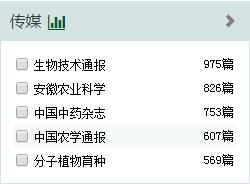 传媒
生物技术通报 975篇
安徽农业科学 826篇
中国中药杂志 753篇
中国农学通报 607篇
分子植物育种 569篇